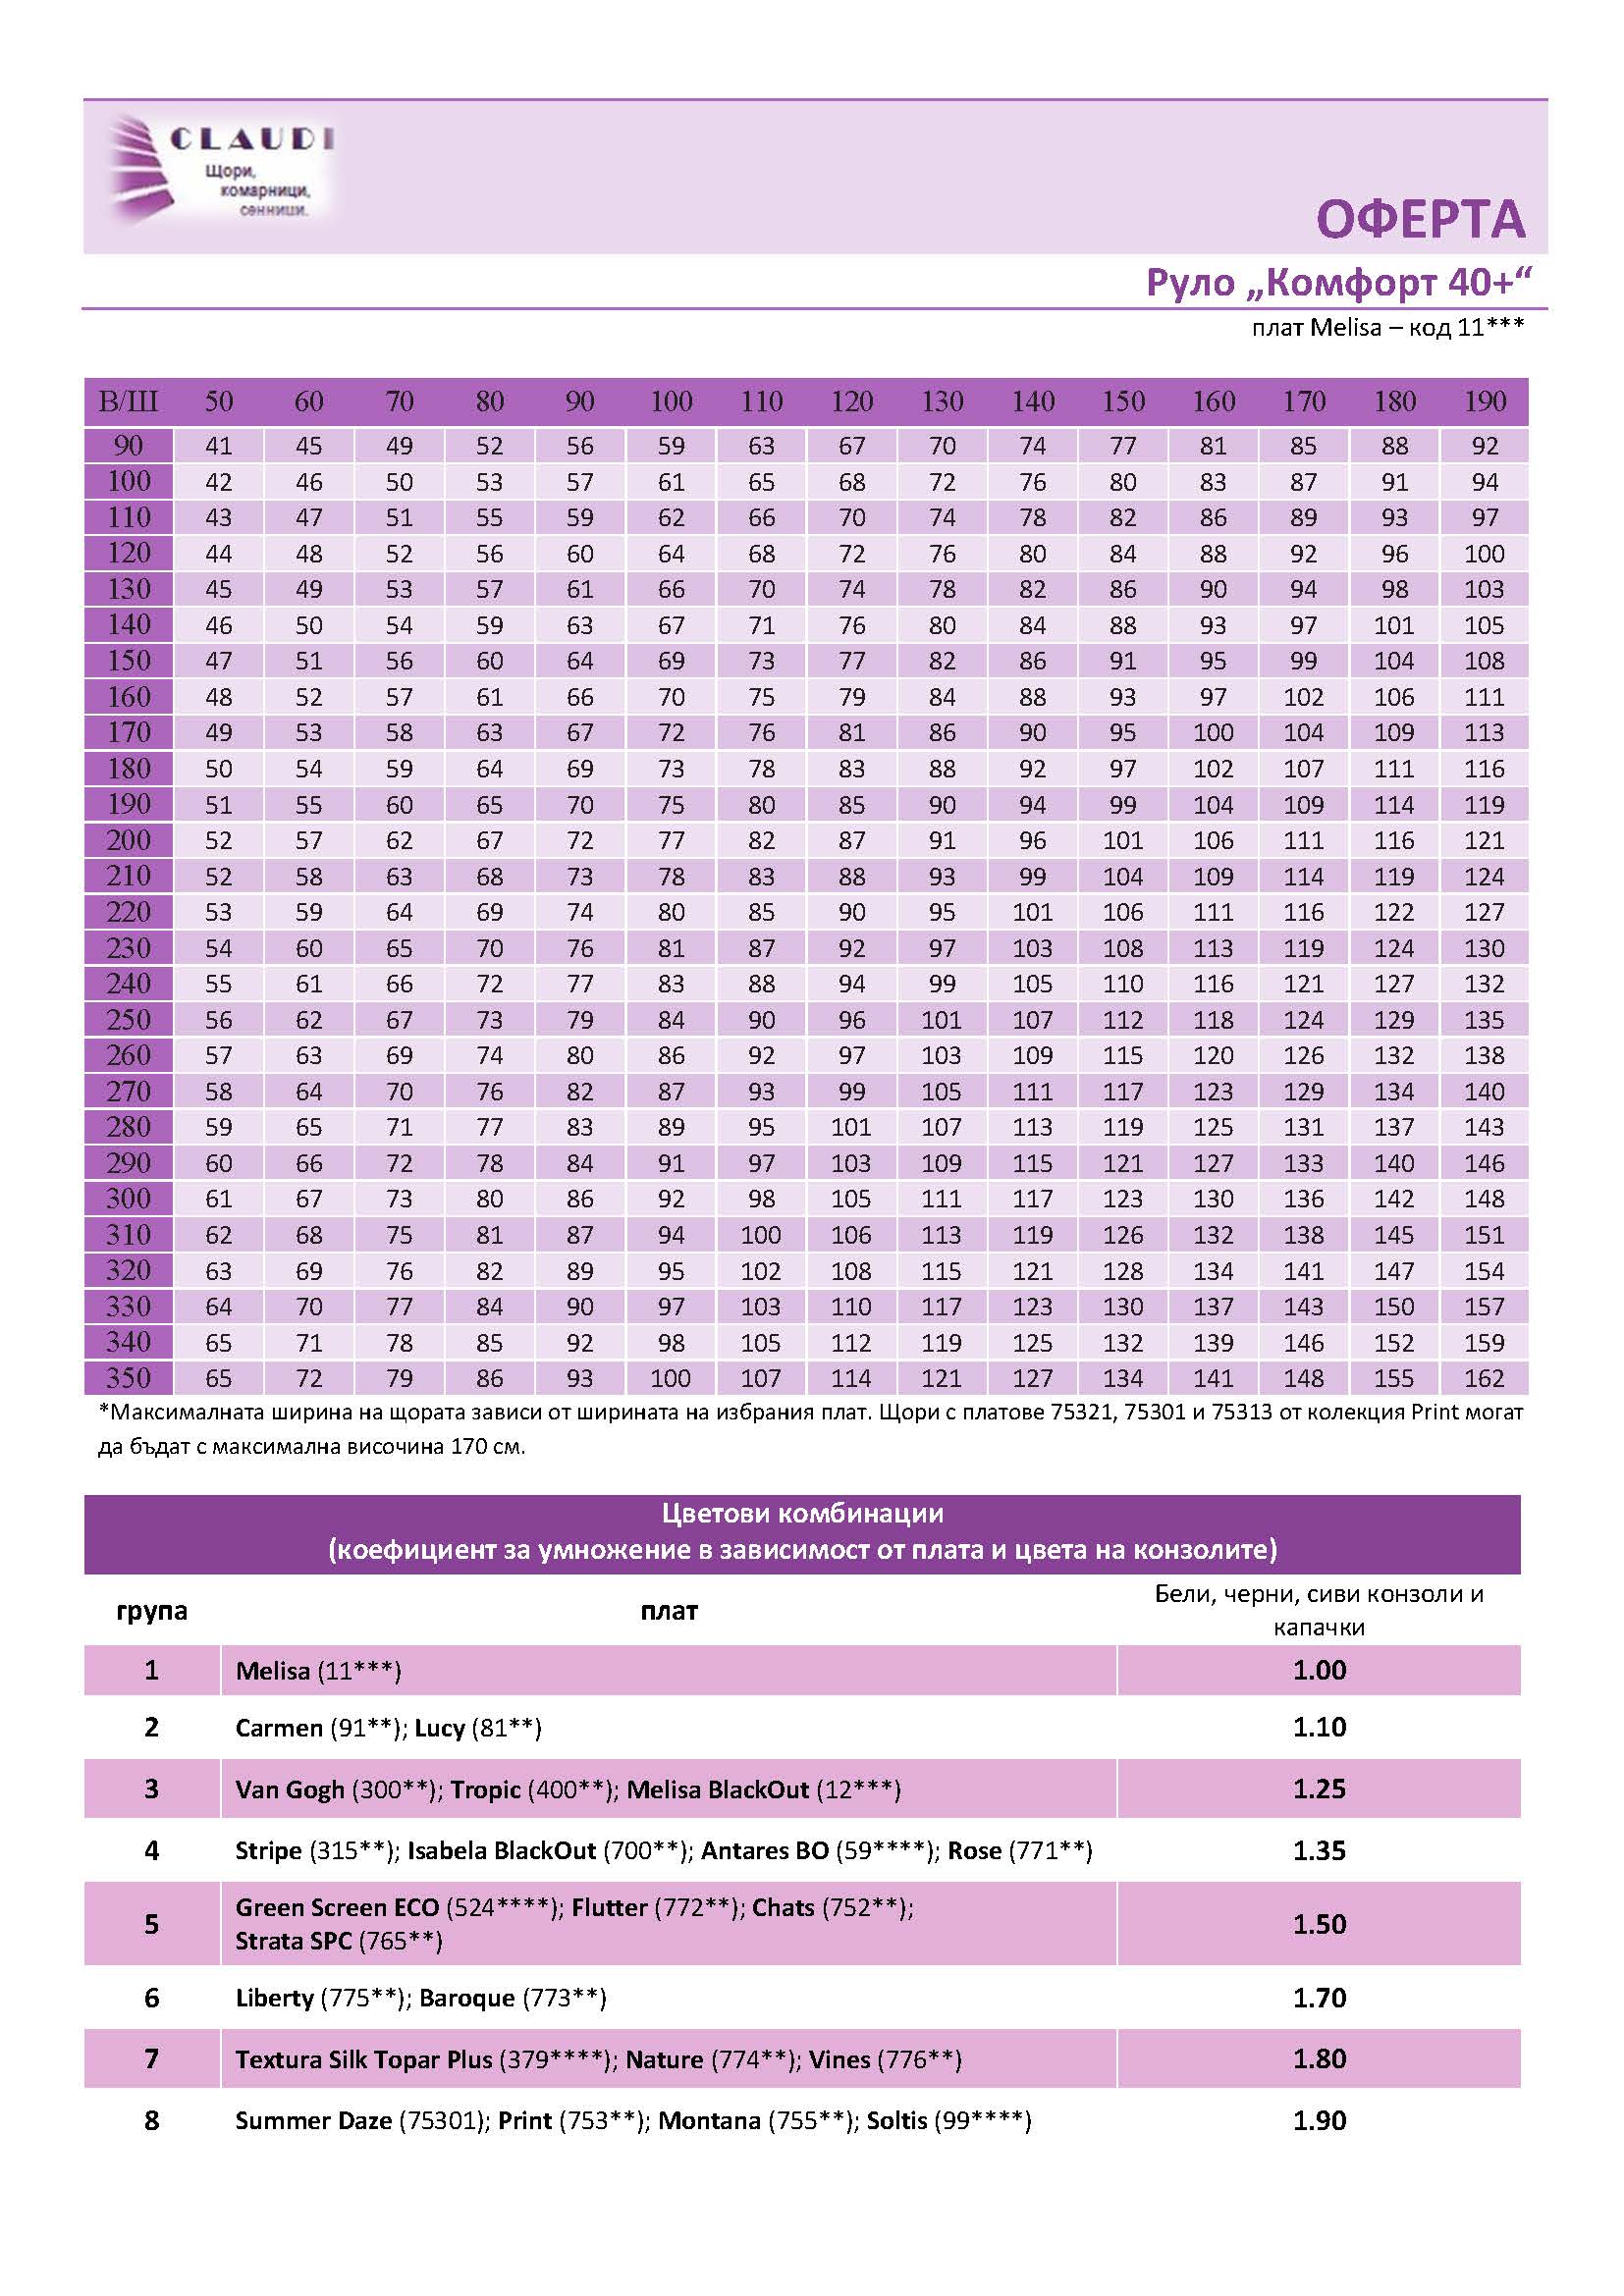 CLAUDI
Щори,
комарници,
сенници.
ОФЕРТА
Руло „Комфорт 40+“
плат Melisa – код 11***
В/Ш 50 60 70 80 90 100 110 120 130 140 150 160 170 180 190
90 41 45 49 52 56 59 63 67 70 74 77 81 85 88 92
100 42 46 50 53 57 61 65 68 72 76 80 83 87 91 94
110 43 47 51 55 59 62 66 70 74 78 82 86 89 93 97
120 44 48 52 56 60 64 68 72 76 80 84 88 92 96 100
130 45 49 53 57 61 66 70 74 78 82 86 90 94 98 103
140 46 50 54 59 63 67 71 76 80 84 88 93 97 101 105
150 47 51 56 60 64 69 73 77 82 86 91 95 99 104 108
160 48 52 57 61 66 70 75 79 84 88 93 97 102 106 111
170 49 53 58 63 67 72 76 81 86 90 95 100 104 109 113
180 50 54 59 64 69 73 78 83 88 92 97 102 107 111 116
190 51 55 60 65 70 75 80 85 90 94 99 104 109 114 119
200 52 57 62 67 72 77 82 87 91 96 101 106 111 116 121
210 52 58 63 68 73 78 83 88 93 99 104 109 114 119 124
220 53 59 64 69 74 80 85 90 95 101 106 111 116 122 127
230 54 60 65 70 76 81 87 92 97 103 108 113 119 124 130
240 55 61 66 72 77 83 88 94 99 105 110 116 121 127 132
250 56 62 67 73 79 84 90 96 101 107 112 118 124 129 135
260 57 63 69 74 80 86 92 97 103 109 115 120 126 132 138
270 58 64 70 76 82 87 93 99 105 111 117 123 129 134 140
280 59 65 71 77 83 89 95 101 107 113 119 125 131 137 143
290 60 66 72 78 84 91 97 103 109 115 121 127 133 140 146
300 61 67 73 80 86 92 98 105 111 117 123 130 136 142 148
310 62 68 75 81 87 94 100 106 113 119 126 132 138 145 151
320 63 69 76 82 89 95 102 108 115 121 128 134 141 147 154
330 64 70 77 84 90 97 103 110 117 123 130 137 143 150 157
340 65 71 78 85 92 98 105 112 119 125 132 139 146 152 159
350 65 72 79 86 93 100 107 114 121 127 134 141 148 155 162
*Максималната ширина на щората зависи от ширината на избрания плат. Щори с платове 75321, 75301 и 75313 от колекция Print могат
да бъдат с максимална височина 170 см.
Цветови комбинации
(коефициент за умножение в зависимост от плата и цвета на конзолите)
група плат Бели, черни, сиви конзоли и
капачки
1 Melisa (11***) 1.00
2 Carmen (91**); Lucy (81**) 1.10
3 Van Gogh (300**); Tropic (400**); Melisa BlackOut (12***) 1.25
4 Stripe (315**); Isabela BlackOut (700**); Antares BO (59****); Rose (771**) 1.35
5 Green Screen ECO (524****); Flutter (772**); Chats (752**);
Strata SPC (765**) 1.50
6 Liberty (775**); Baroque (773**) 1.70
7 Textura Silk Topar Plus (379****); Nature (774**); Vines (776**) 1.80
8 Summer Daze (75301); Print (753**); Montana (755**); Soltis (99****) 1.90